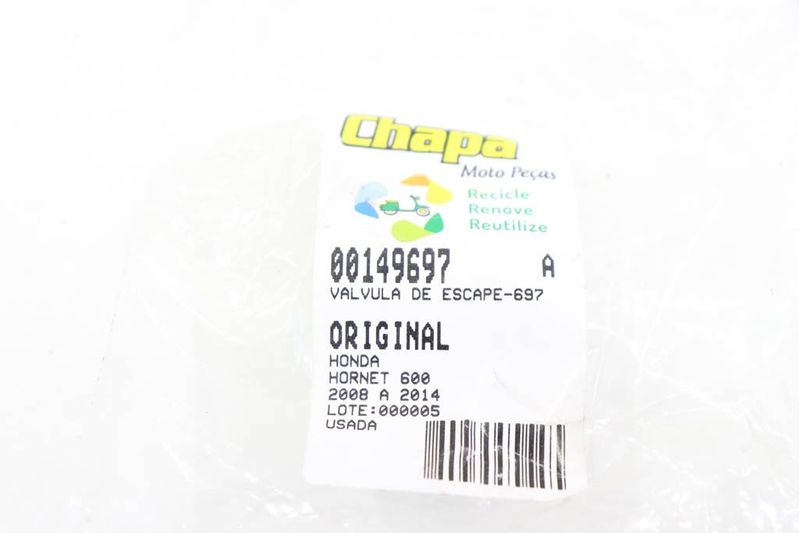 Chapa
Moto Peças
Recicle
Renove
Reutilize
00149697 A
VALVULA DE ESCAPE-697
ORIGINAL
HONDA
HORNET 600
2008 A 2014
LOTE:000005
USADA